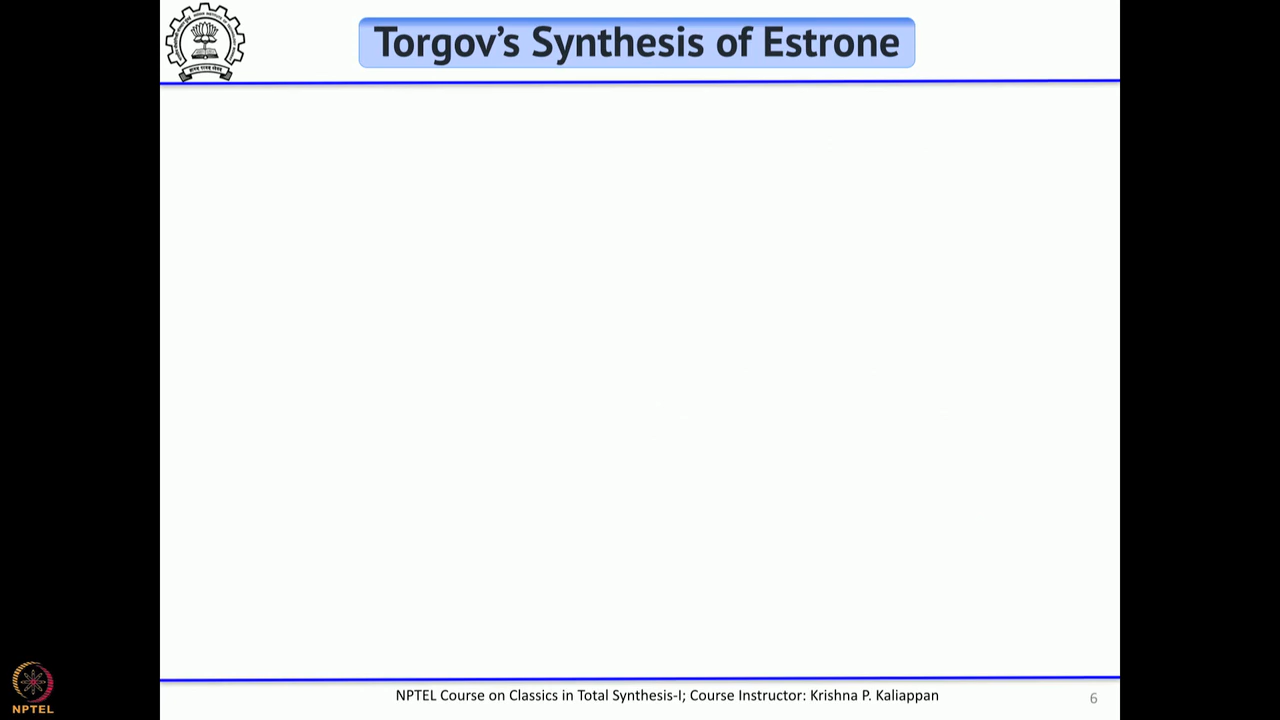 Torgov's Synthesis of Estrone
NPTEL Course on Classics in Total Synthesis-I; Course Instructor: Krishna P. Kaliappan
6
NPTEL